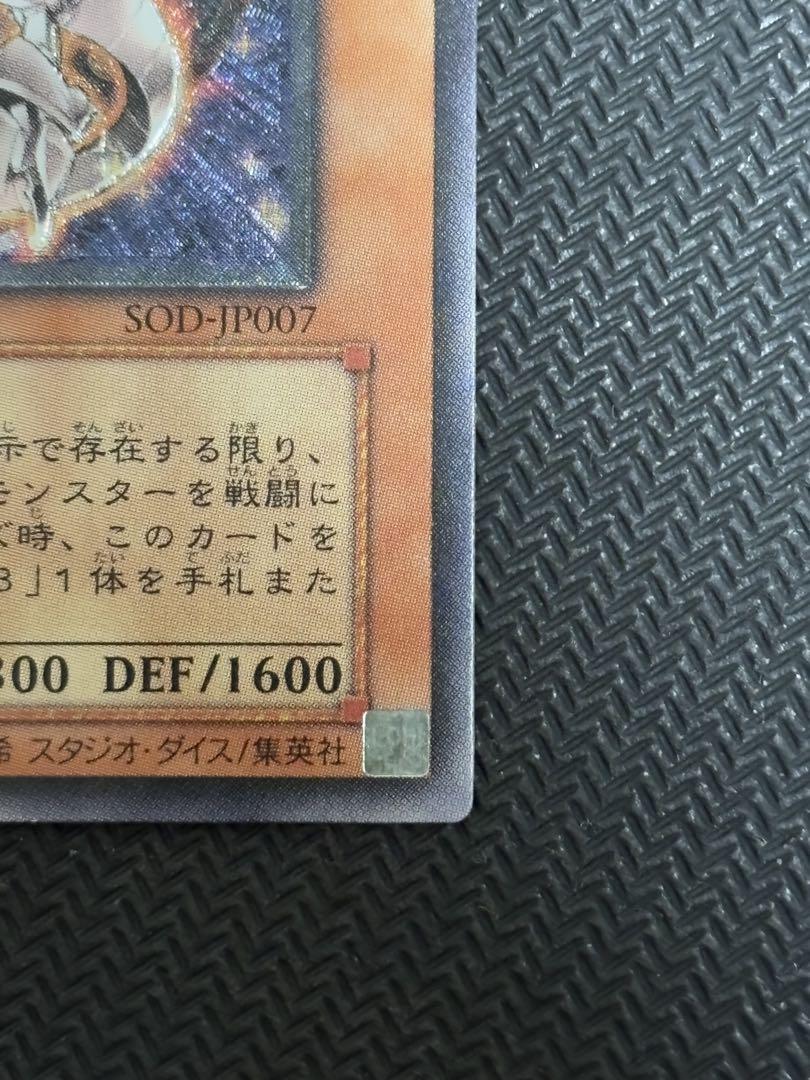 SOD-JP007
示で存在する限り、
モンスターを戦闘に
時、このカードを
」1体を手札また
800 DEF/1600
スタジオ・ダイス/集英社